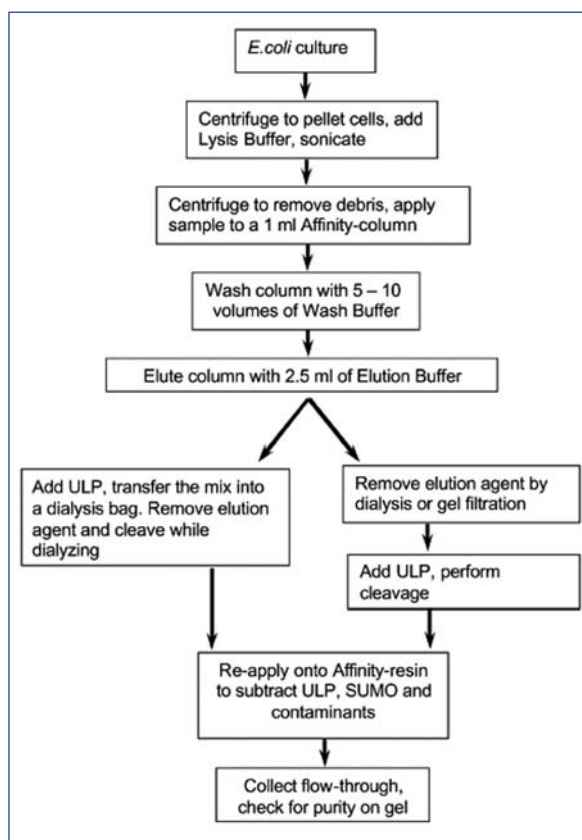 E.coli culture
Centrifuge to pellet cells, add
Lysis Buffer, sonicate
Centrifuge to remove debris, apply
sample to a 1 ml Affinity-column
Wash column with 5 – 10
volumes of Wash Buffer
Elute column with 2.5 ml of Elution Buffer
Add ULP, transfer the mix into
a dialysis bag. Remove elution
agent and cleave while
dialyzing
Remove elution agent by
dialysis or gel filtration
Add ULP, perform
cleavage
Re-apply onto Affinity-resin
to subtract ULP, SUMO and
contaminants
Collect flow-through,
check for purity on gel